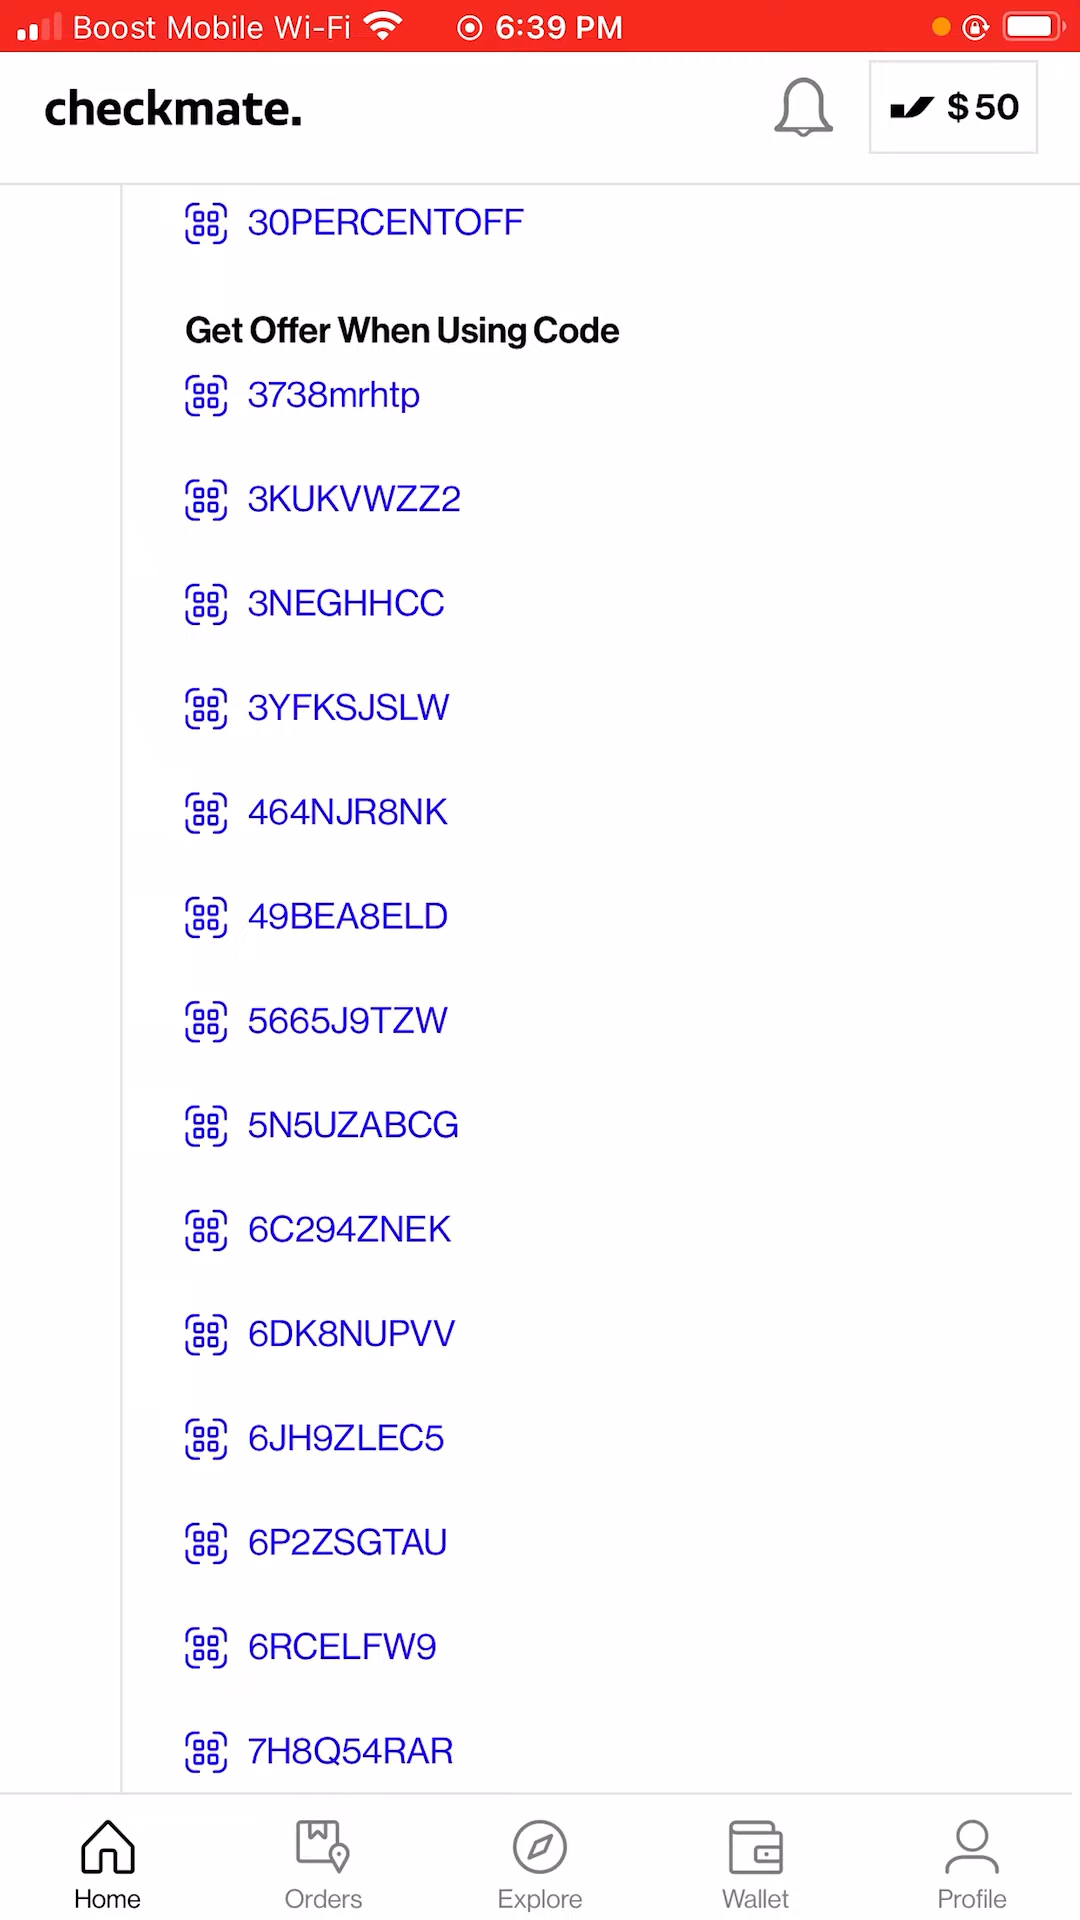 Boost Mobile Wi-Fi 6:39 PM
checkmate. $50
30PERCENTOFF
Get Offer When Using Code
3738mrhtp
3KUKVWZZ2
3NEGHHCC
3YFKSJSLW
464NJR8NK
49BEA8ELD
5665J9TZW
5N5UZABCG
6C294ZNEK
6DK8NUPVV
6JH9ZLEC5
6P2ZSGTAU
6RCELFW9
7H8Q54RAR
Home Orders Explore Wallet Profile